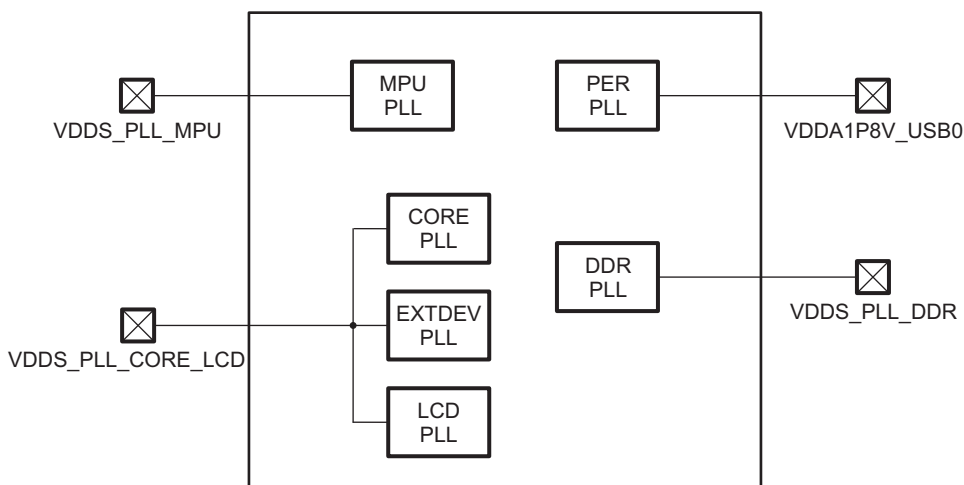 MPU
PLL
PER
PLL
VDDS_PLL_MPU
VDDA1P8V_USB0
CORE
PLL
DDR
PLL
EXTDEV
PLL
VDDS_PLL_DDR
VDDS_PLL_CORE_LCD
LCD
PLL